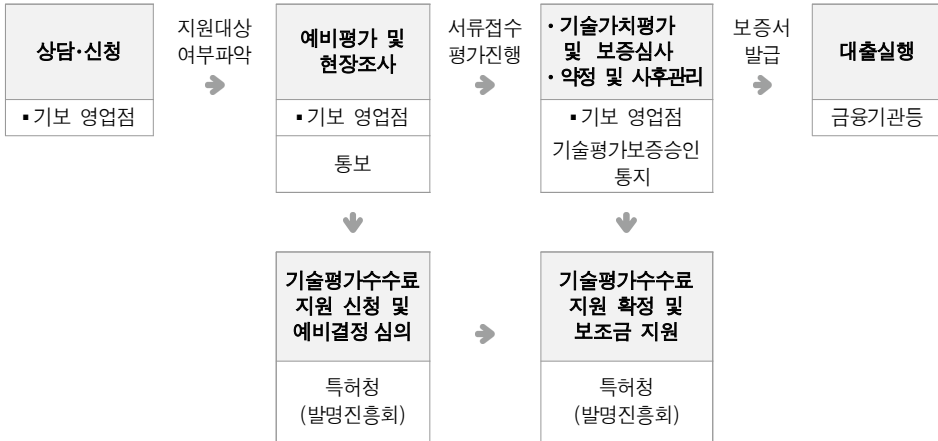 상담·신청
▪기보 영업점
지원대상
여부파악
예비평가 및
현장조사
▪기보 영업점
통보
서류접수
평가진행
·기술가치평가
및 보증심사
·약정 및 사후관리
▪기보 영업점
기술평가보증승인
통지
보증서
발급
대출실행
금융기관등
기술평가수수료
지원 신청 및
예비결정 심의
특허청
(발명진흥회)
기술평가수수료
지원 확정 및
보조금 지원
특허청
(발명진흥회)